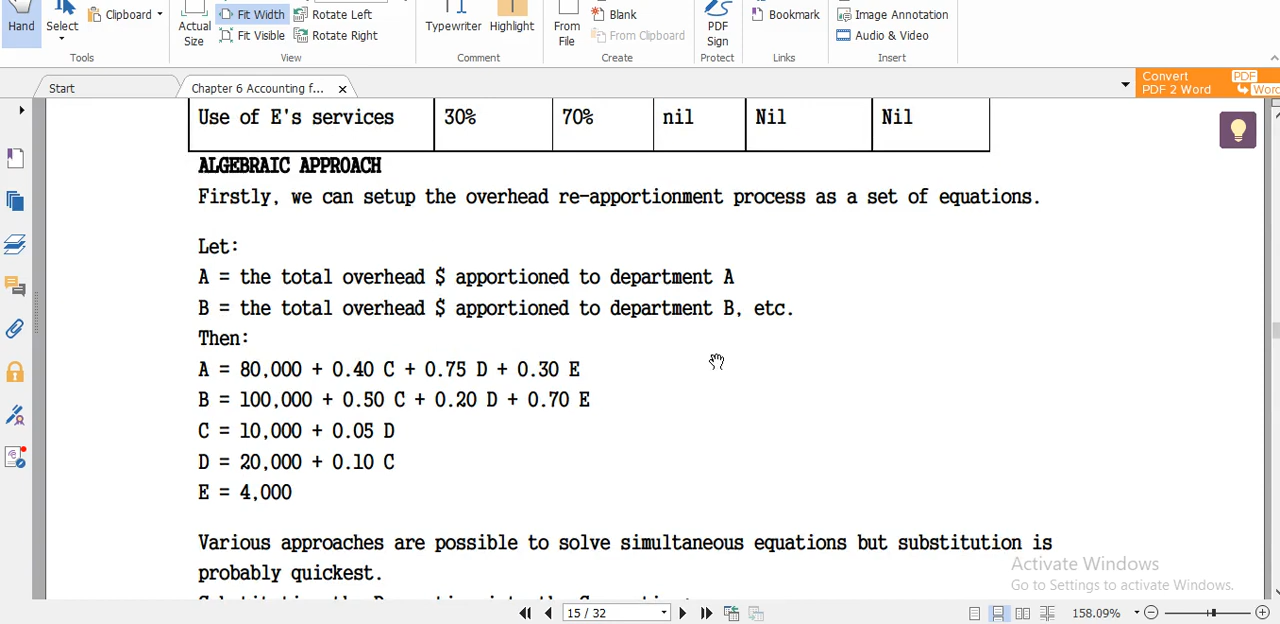 Hand
Select
Clipboard
Actual Size
Fit Width
Fit Visible
Rotate Left
Rotate Right
Typewriter
Highlight
From File
Blank
From Clipboard
PDF Sign
Bookmark
Image Annotation
Audio & Video
Tools
View
Comment
Create
Protect
Links
Insert
Start
Chapter 6 Accounting f...
Convert PDF
PDF 2 Word
Use of E's services 30% 70% nil Nil Nil
ALGEBRAIC APPROACH
Firstly, we can setup the overhead re-apportionment process as a set of equations.
Let:
A = the total overhead $ apportioned to department A
B = the total overhead $ apportioned to department B, etc.
Then:
A = 80,000 + 0.40 C + 0.75 D + 0.30 E
B = 100,000 + 0.50 C + 0.20 D + 0.70 E
C = 10,000 + 0.05 D
D = 20,000 + 0.10 C
E = 4,000
Various approaches are possible to solve simultaneous equations but substitution is
probably quickest.
Activate Windows
Go to Settings to activate Windows.
15 / 32
158.09%